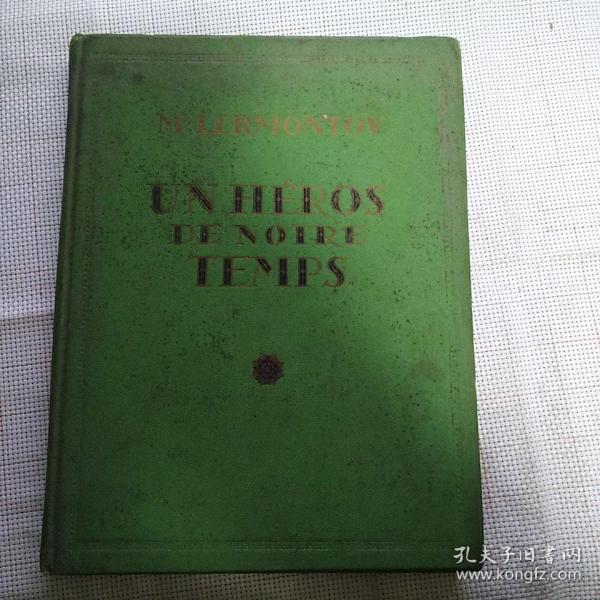 M. LERMONTOV
UN HÉROS
DE NOTRE
TEMPS
孔夫子旧书网
www.kongfz.com